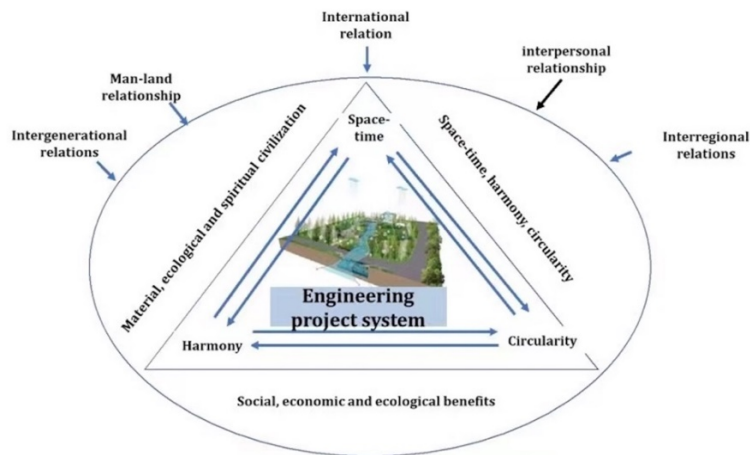 International
relation
interpersonal
relationship
Man-land
relationship
Intergenerational
relations
Interregional
relations
Space-
time
Material, ecological and spiritual civilization
Space-time, harmony, circularity
Engineering
project system
Harmony
Circularity
Social, economic and ecological benefits